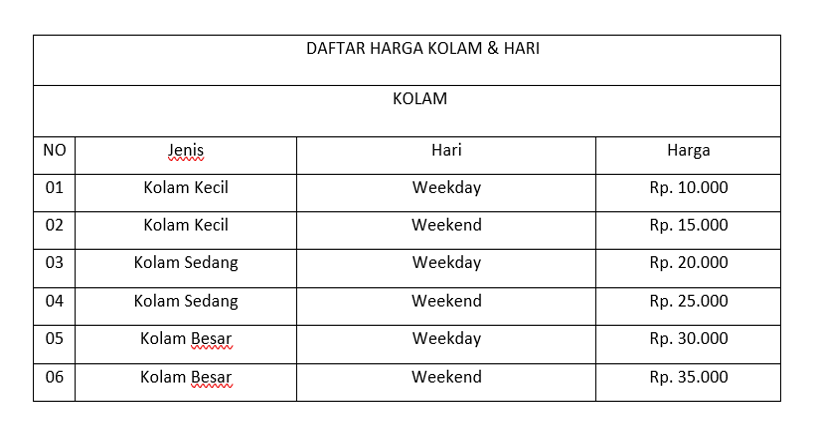 DAFTAR HARGA KOLAM & HARI
KOLAM
NO Jenis Hari Harga
01 Kolam Kecil Weekday Rp. 10.000
02 Kolam Kecil Weekend Rp. 15.000
03 Kolam Sedang Weekday Rp. 20.000
04 Kolam Sedang Weekend Rp. 25.000
05 Kolam Besar Weekday Rp. 30.000
06 Kolam Besar Weekend Rp. 35.000